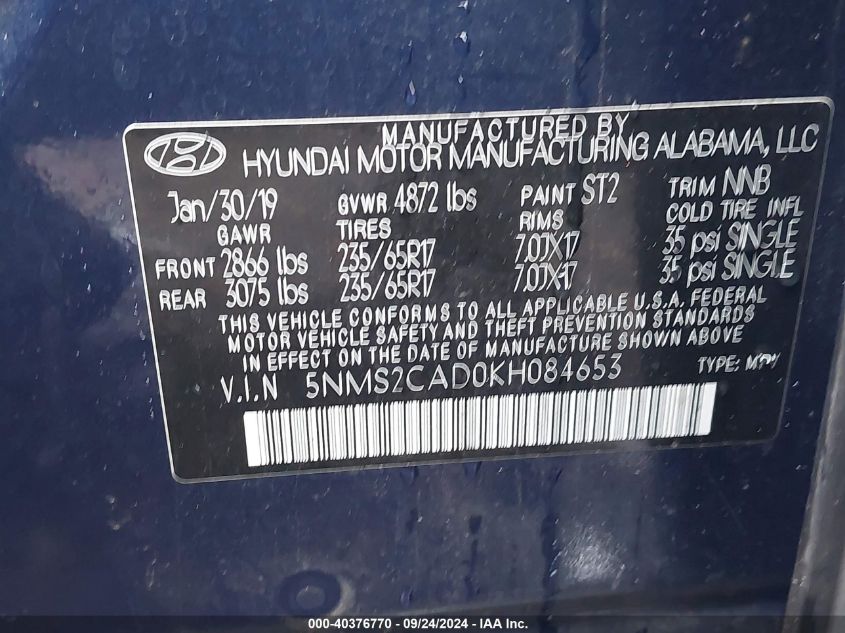 MANUFACTURED BY
HYUNDAI MOTOR MANUFACTURING ALABAMA, LLC
Jan/30/19 GVWR 4872 lbs PAINT ST2 TRIM NNB
GAWR TIRES RIMS COLD TIRE INFL
FRONT 2866 lbs 235/65R17 7.0JX17 35 psi SINGLE
REAR 3075 lbs 235/65R17 7.0JX17 35 psi SINGLE
THIS VEHICLE CONFORMS TO ALL APPLICABLE U.S.A. FEDERAL
MOTOR VEHICLE SAFETY AND THEFT PREVENTION STANDARDS
IN EFFECT ON THE DATE OF MANUFACTURE SHOWN ABOVE
V.I.N 5NMS2CAD0KH084653 TYPE: MPV
000-40376770 - 09/24/2024 - IAA Inc.